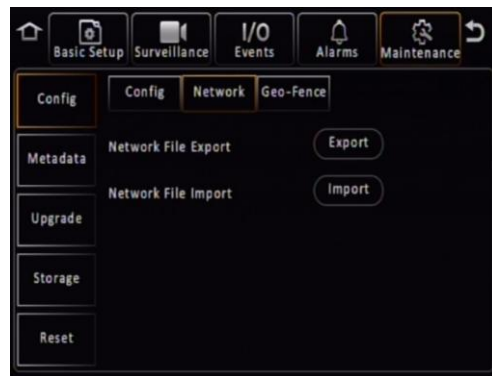 Basic Setup
Surveillance
I/O
Events
Alarms
Maintenance
Config
Metadata
Upgrade
Storage
Reset
Config Network Geo-Fence
Network File Export Export
Network File Import Import